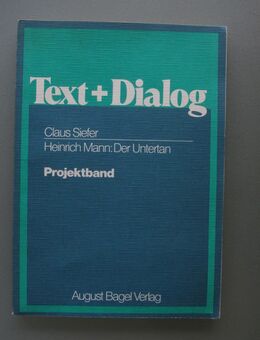 Text+Dialog
Claus Siefer
Heinrich Mann: Der Untertan
Projektband
August Bagel Verlag